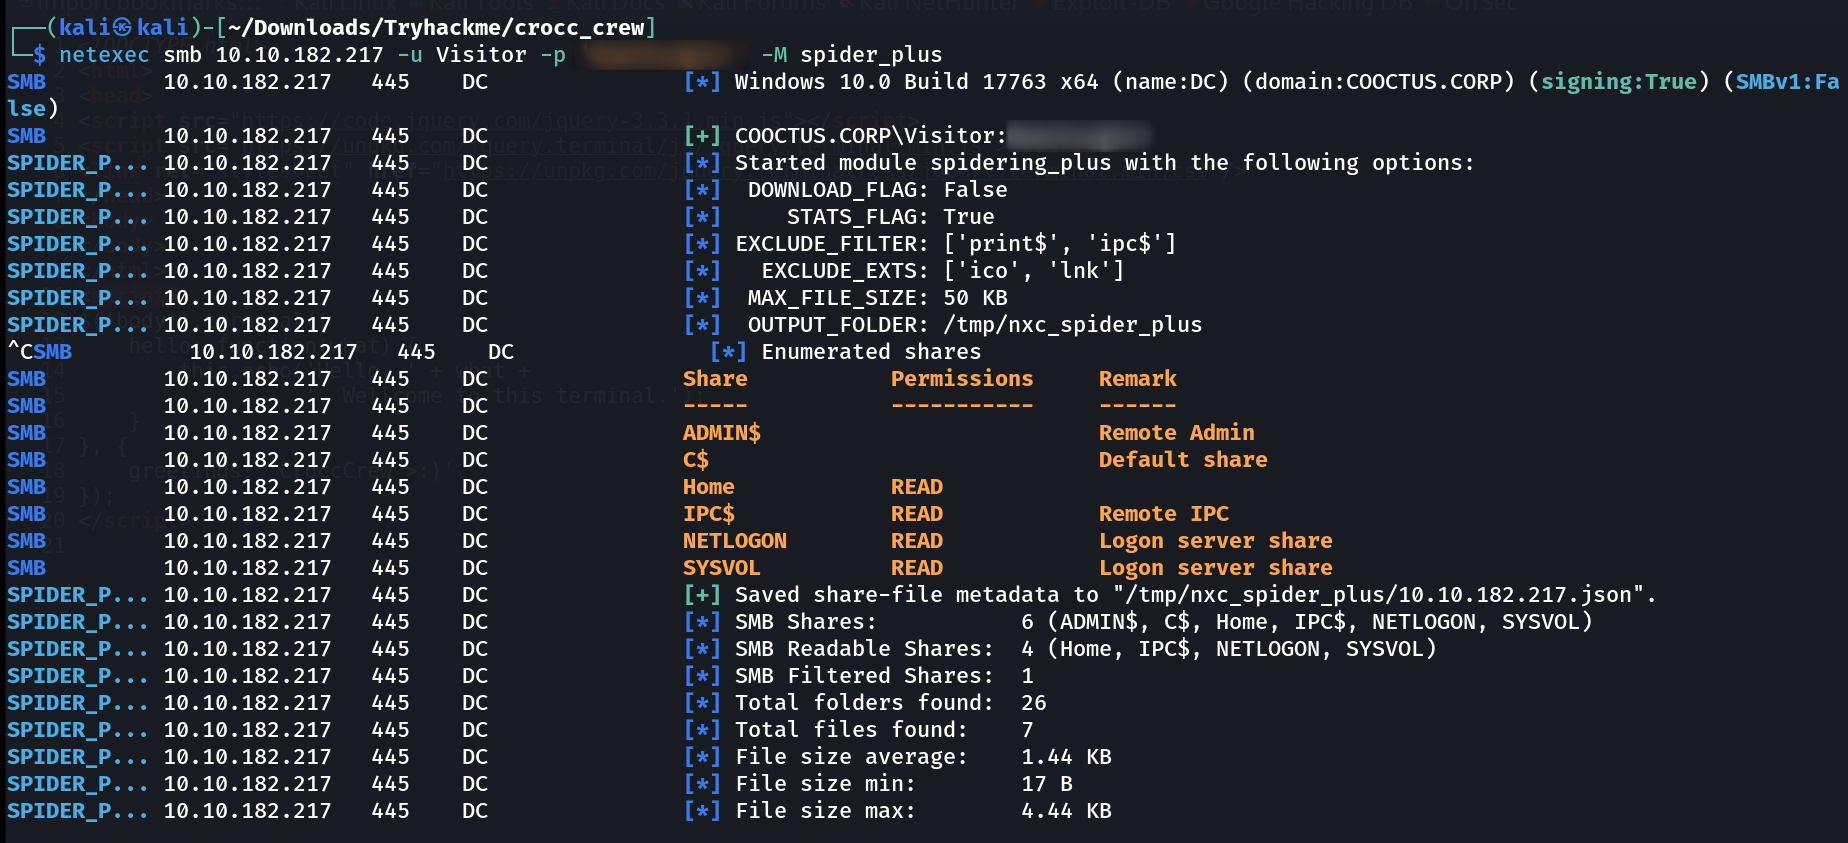 (kali㉿kali)-[~/Downloads/Tryhackme/crocc_crew]
$ netexec smb 10.10.182.217 -u Visitor -p -M spider_plus
SMB 10.10.182.217 445 DC [*] Windows 10.0 Build 17763 x64 (name:DC) (domain:COOCTUS.CORP) (signing:True) (SMBv1:Fa
lse)
SMB 10.10.182.217 445 DC [+] COOCTUS.CORP\Visitor:
SPIDER_P... 10.10.182.217 445 DC [*] Started module spidering_plus with the following options:
SPIDER_P... 10.10.182.217 445 DC [*] DOWNLOAD_FLAG: False
SPIDER_P... 10.10.182.217 445 DC [*] STATS_FLAG: True
SPIDER_P... 10.10.182.217 445 DC [*] EXCLUDE_FILTER: ['print$', 'ipc$']
SPIDER_P... 10.10.182.217 445 DC [*] EXCLUDE_EXTS: ['ico', 'lnk']
SPIDER_P... 10.10.182.217 445 DC [*] MAX_FILE_SIZE: 50 KB
SPIDER_P... 10.10.182.217 445 DC [*] OUTPUT_FOLDER: /tmp/nxc_spider_plus
^CSMB 10.10.182.217 445 DC [*] Enumerated shares
SMB 10.10.182.217 445 DC Share Permissions Remark
SMB 10.10.182.217 445 DC ----- ----------- ------
SMB 10.10.182.217 445 DC ADMIN$ Remote Admin
SMB 10.10.182.217 445 DC C$ Default share
SMB 10.10.182.217 445 DC Home READ
SMB 10.10.182.217 445 DC IPC$ READ Remote IPC
SMB 10.10.182.217 445 DC NETLOGON READ Logon server share
SMB 10.10.182.217 445 DC SYSVOL READ Logon server share
SPIDER_P... 10.10.182.217 445 DC [+] Saved share-file metadata to "/tmp/nxc_spider_plus/10.10.182.217.json".
SPIDER_P... 10.10.182.217 445 DC [*] SMB Shares: 6 (ADMIN$, C$, Home, IPC$, NETLOGON, SYSVOL)
SPIDER_P... 10.10.182.217 445 DC [*] SMB Readable Shares: 4 (Home, IPC$, NETLOGON, SYSVOL)
SPIDER_P... 10.10.182.217 445 DC [*] SMB Filtered Shares: 1
SPIDER_P... 10.10.182.217 445 DC [*] Total folders found: 26
SPIDER_P... 10.10.182.217 445 DC [*] Total files found: 7
SPIDER_P... 10.10.182.217 445 DC [*] File size average: 1.44 KB
SPIDER_P... 10.10.182.217 445 DC [*] File size min: 17 B
SPIDER_P... 10.10.182.217 445 DC [*] File size max: 4.44 KB